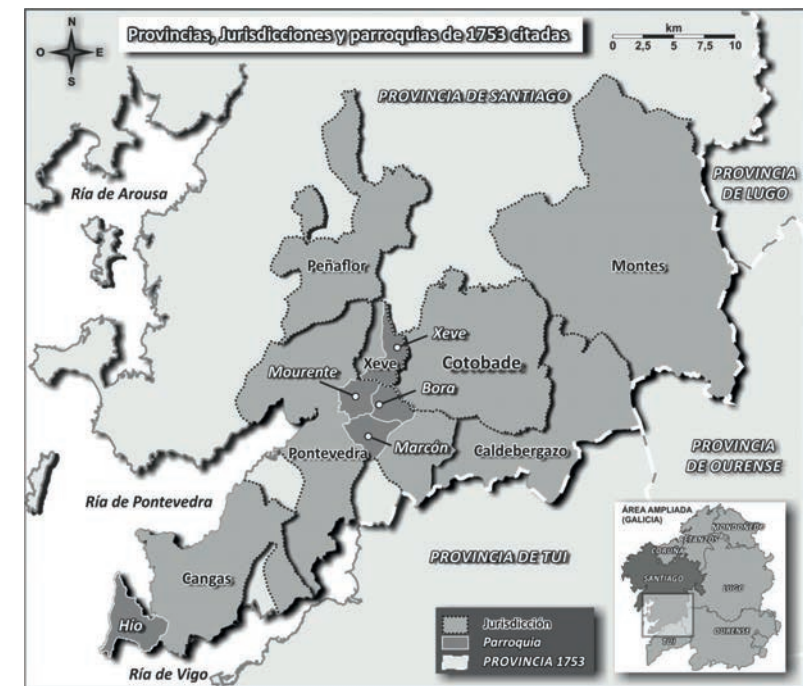 N
O
E
S
Provincias, Jurisdicciones y parroquias de 1753 citadas
km
0 2,5 5 7,5 10
PROVINCIA DE SANTIAGO
PROVINCIA
DE LUGO
Ría de Arousa
Peñaflor
Montes
Xeve
Xeve
Cotobade
Mourente
Bora
Marcón
Pontevedra
Caldebergazo
PROVINCIA
DE OURENSE
Ría de Pontevedra
PROVINCIA DE TUI
Cangas
Hío
Ría de Vigo
Jurisdicción
Parroquia
PROVINCIA 1753
ÁREA AMPLIADA
(GALICIA)
MONDOÑEDO
BETANZOS
CORUÑA
SANTIAGO
LUGO
OURENSE
TUI